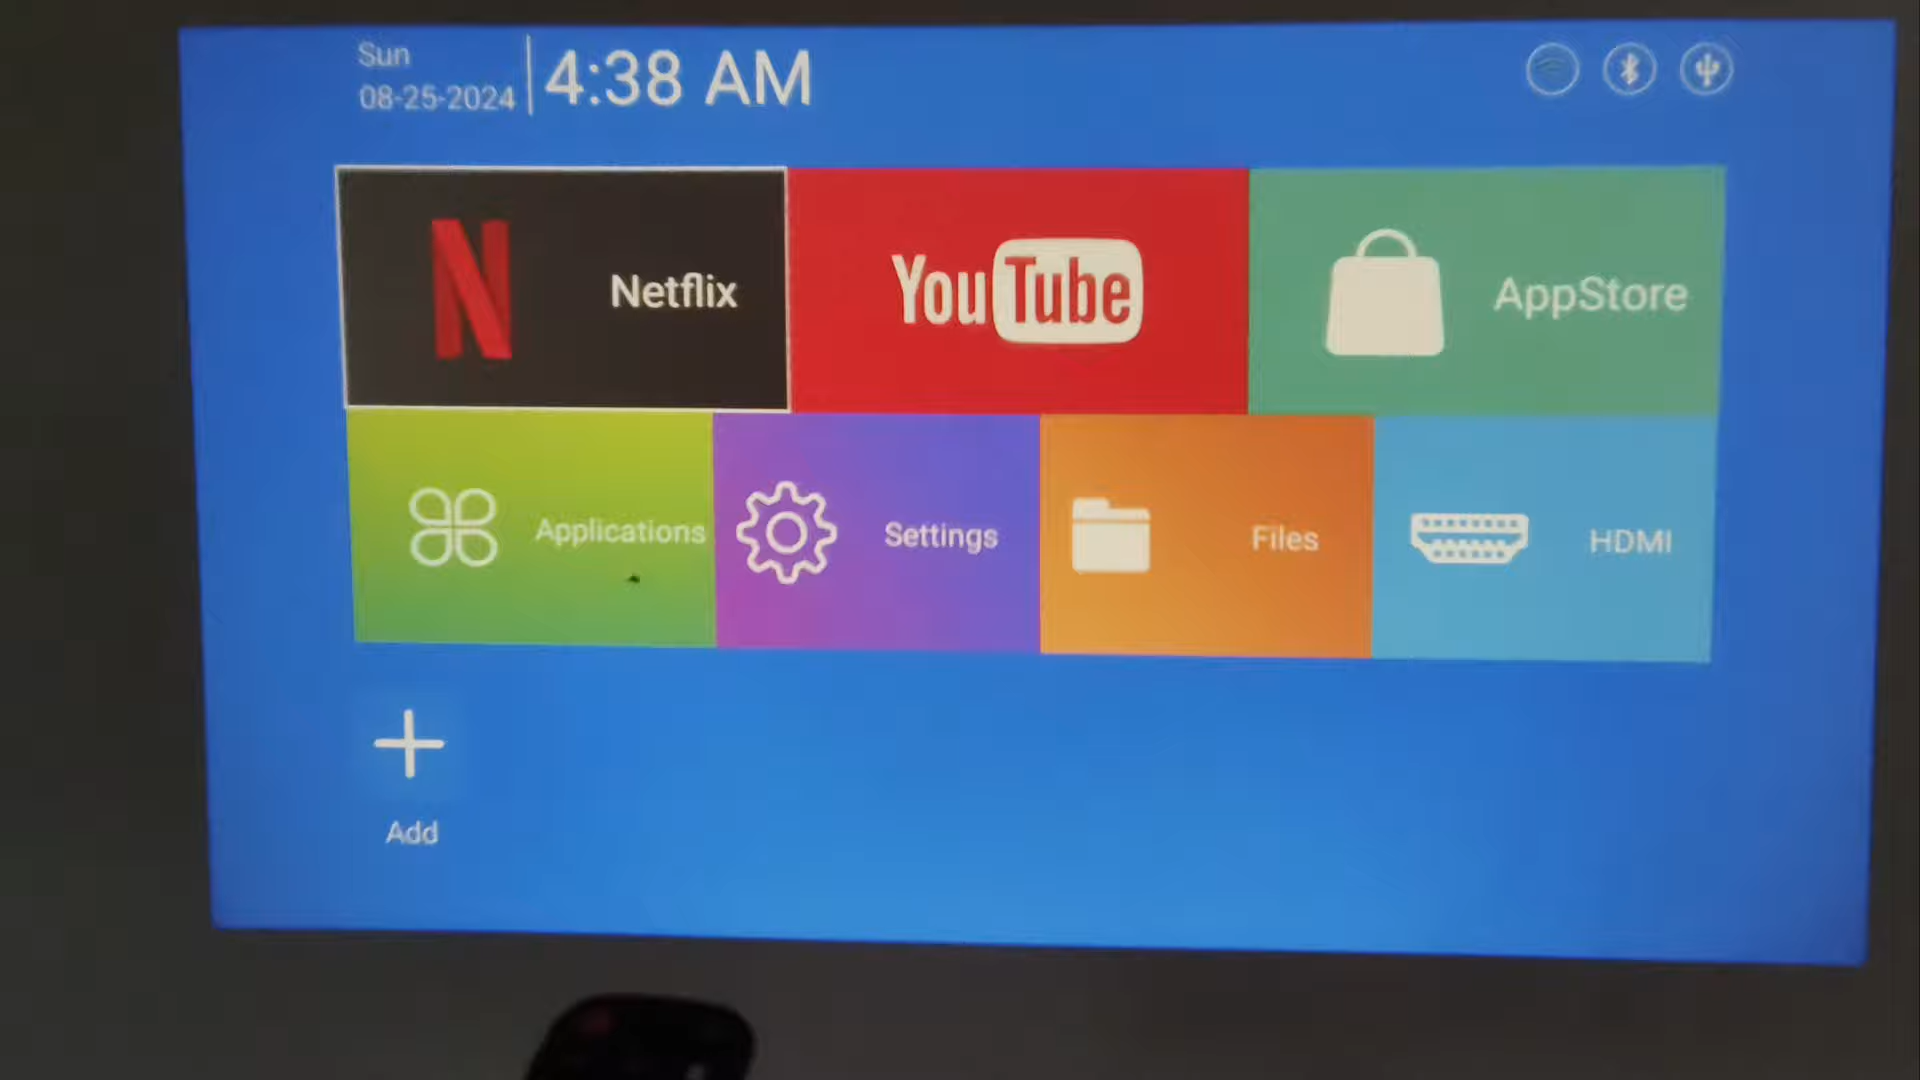 Sun
08-25-2024
4:38 AM
Netflix
YouTube
AppStore
Applications
Settings
Files
HDMI
Add